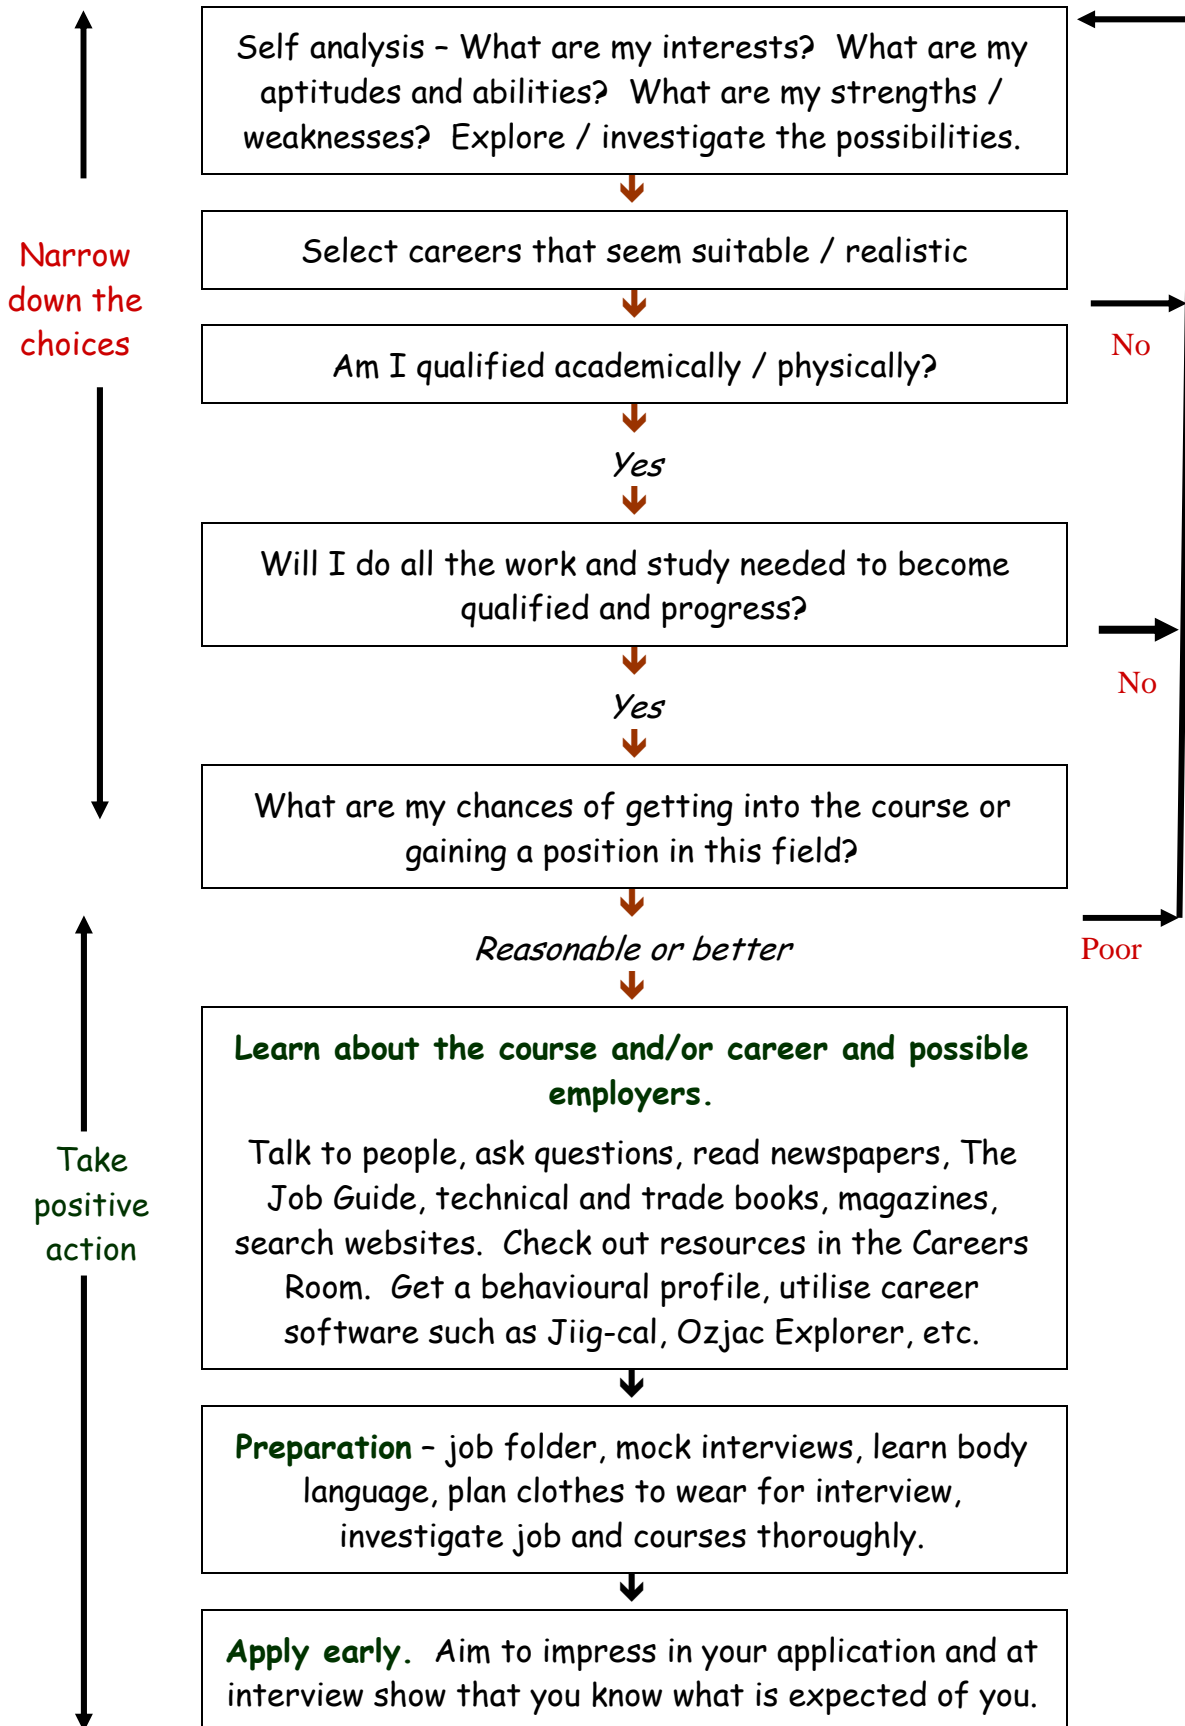 Self analysis – What are my interests?  What are my
aptitudes and abilities?  What are my strengths /
weaknesses?  Explore / investigate the possibilities.
Narrow
down the
choices
Select careers that seem suitable / realistic
No
Am I qualified academically / physically?
Yes
Will I do all the work and study needed to become
qualified and progress?
No
Yes
What are my chances of getting into the course or
gaining a position in this field?
Reasonable or better
Poor
Learn about the course and/or career and possible
employers.
Take
positive
action
Talk to people, ask questions, read newspapers, The
Job Guide, technical and trade books, magazines,
search websites.  Check out resources in the Careers
Room.  Get a behavioural profile, utilise career
software such as Jiig-cal, Ozjac Explorer, etc.
Preparation – job folder, mock interviews, learn body
language, plan clothes to wear for interview,
investigate job and courses thoroughly.
Apply early.  Aim to impress in your application and at
interview show that you know what is expected of you.